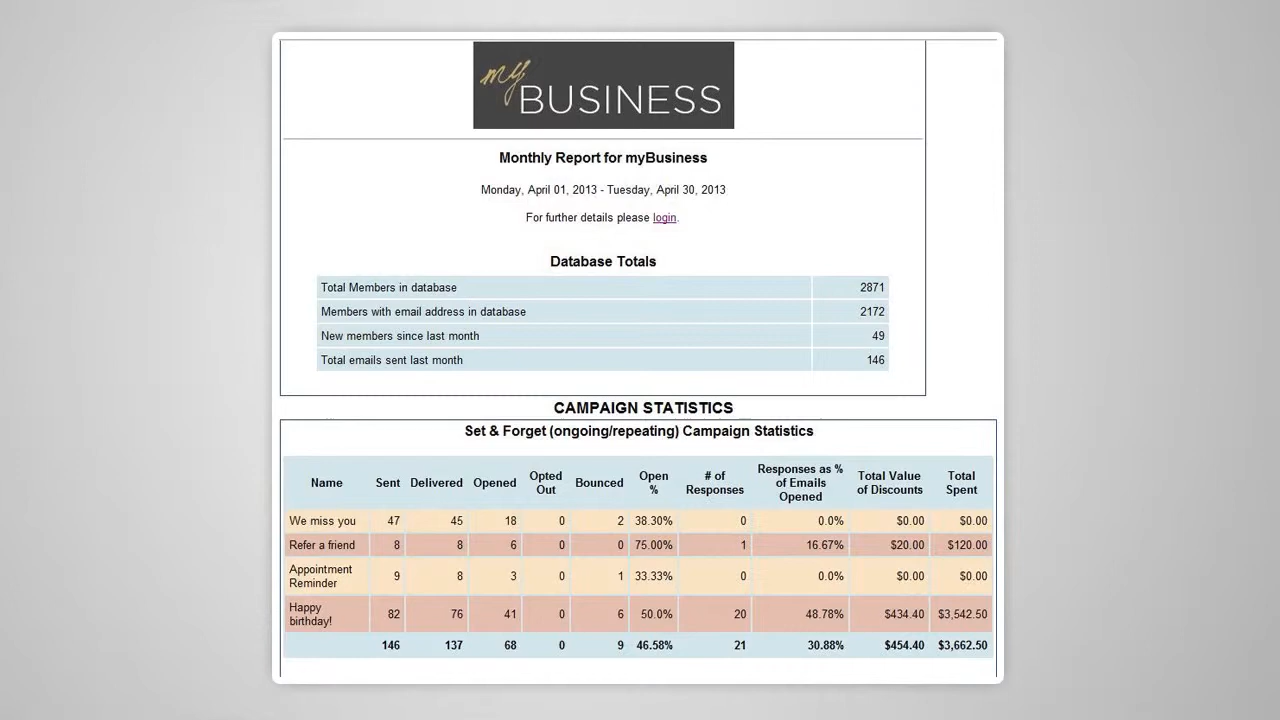 my
BUSINESS
Monthly Report for myBusiness
Monday, April 01, 2013 - Tuesday, April 30, 2013
For further details please login.
Database Totals
Total Members in database 2871
Members with email address in database 2172
New members since last month 49
Total emails sent last month 146
CAMPAIGN STATISTICS
Set & Forget (ongoing/repeating) Campaign Statistics
Name Sent Delivered Opened Opted Out Bounced Open % # of Responses Responses as % of Emails Opened Total Value of Discounts Total Spent
We miss you 47 45 18 0 2 38.30% 0 0.0% $0.00 $0.00
Refer a friend 8 8 6 0 0 75.00% 1 16.67% $20.00 $120.00
Appointment Reminder 9 8 3 0 1 33.33% 0 0.0% $0.00 $0.00
Happy birthday! 82 76 41 0 6 50.0% 20 48.78% $434.40 $3,542.50
146 137 68 0 9 46.58% 21 30.88% $454.40 $3,662.50